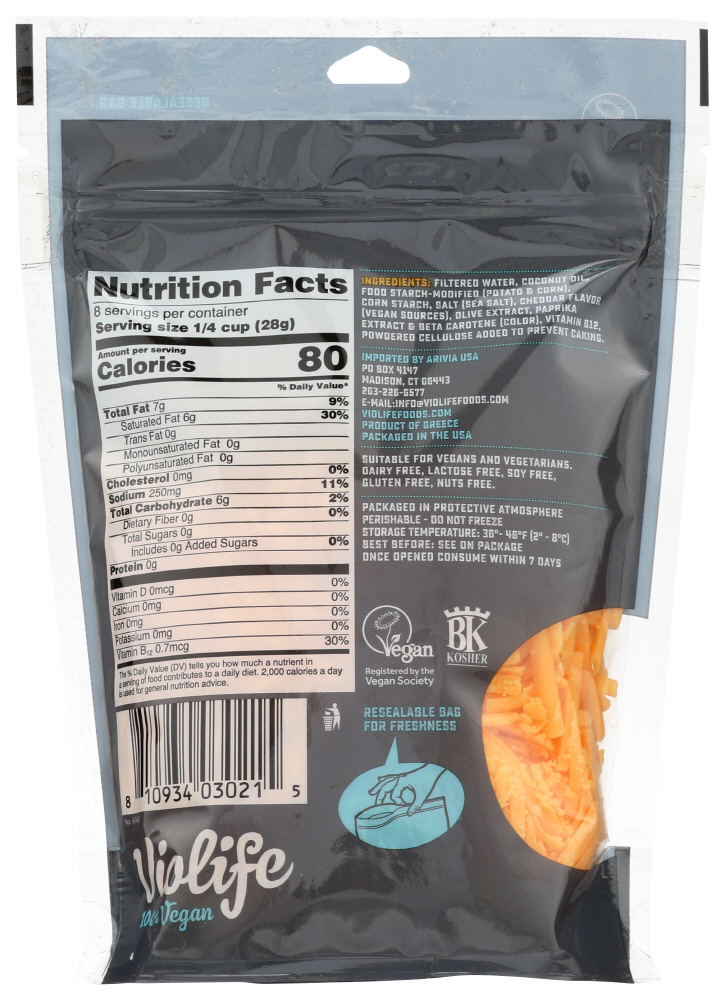 RESEALABLE BAG
Nutrition Facts
8 servings per container
Serving size 1/4 cup (28g)
Amount per serving
Calories 80
% Daily Value*
Total Fat 7g 9%
Saturated Fat 6g 30%
Trans Fat 0g
Monounsaturated Fat 0g
Polyunsaturated Fat 0g
Cholesterol 0mg 0%
Sodium 250mg 11%
Total Carbohydrate 6g 2%
Dietary Fiber 0g 0%
Total Sugars 0g
Includes 0g Added Sugars 0%
Protein 0g
Vitamin D 0mcg 0%
Calcium 0mg 0%
Iron 0mg 0%
Potassium 0mg 0%
Vitamin B12 0.7mcg 30%
The % Daily Value (DV) tells you how much a nutrient in
a serving of food contributes to a daily diet. 2,000 calories a day
is used for general nutrition advice.
INGREDIENTS: FILTERED WATER, COCONUT OIL,
FOOD STARCH-MODIFIED (POTATO & CORN),
CORN STARCH, SALT (SEA SALT), CHEDDAR FLAVOR
(VEGAN SOURCES), OLIVE EXTRACT, PAPRIKA
EXTRACT & BETA CAROTENE (COLOR), VITAMIN B12,
POWDERED CELLULOSE ADDED TO PREVENT CAKING.
IMPORTED BY ARIVIA USA
PO BOX 4147
MADISON, CT 06443
203-226-6577
E-MAIL:INFO@VIOLIFEFOODS.COM
VIOLIFEFOODS.COM
PRODUCT OF GREECE
PACKAGED IN THE USA
SUITABLE FOR VEGANS AND VEGETARIANS.
DAIRY FREE, LACTOSE FREE, SOY FREE,
GLUTEN FREE, NUTS FREE.
PACKAGED IN PROTECTIVE ATMOSPHERE
PERISHABLE - DO NOT FREEZE
STORAGE TEMPERATURE: 36°- 46°F (2° - 8°C)
BEST BEFORE: SEE ON PACKAGE
ONCE OPENED CONSUME WITHIN 7 DAYS
Vegan
Registered by the
Vegan Society
BK
KOSHER
RESEALABLE BAG
FOR FRESHNESS
8 10934 03021 5
Violife
100% Vegan